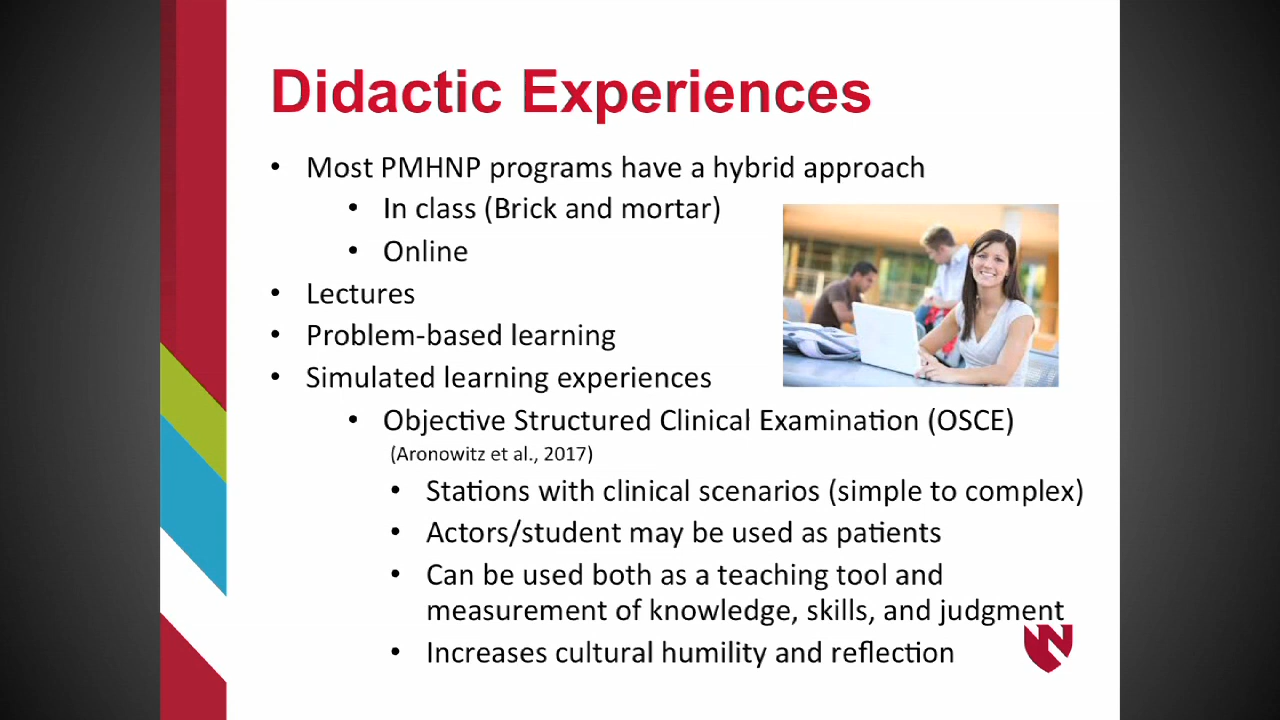 Didactic Experiences
• Most PMHNP programs have a hybrid approach
• In class (Brick and mortar)
• Online
• Lectures
• Problem-based learning
• Simulated learning experiences
• Objective Structured Clinical Examination (OSCE)
(Aronowitz et al., 2017)
• Stations with clinical scenarios (simple to complex)
• Actors/student may be used as patients
• Can be used both as a teaching tool and
measurement of knowledge, skills, and judgment
• Increases cultural humility and reflection
N